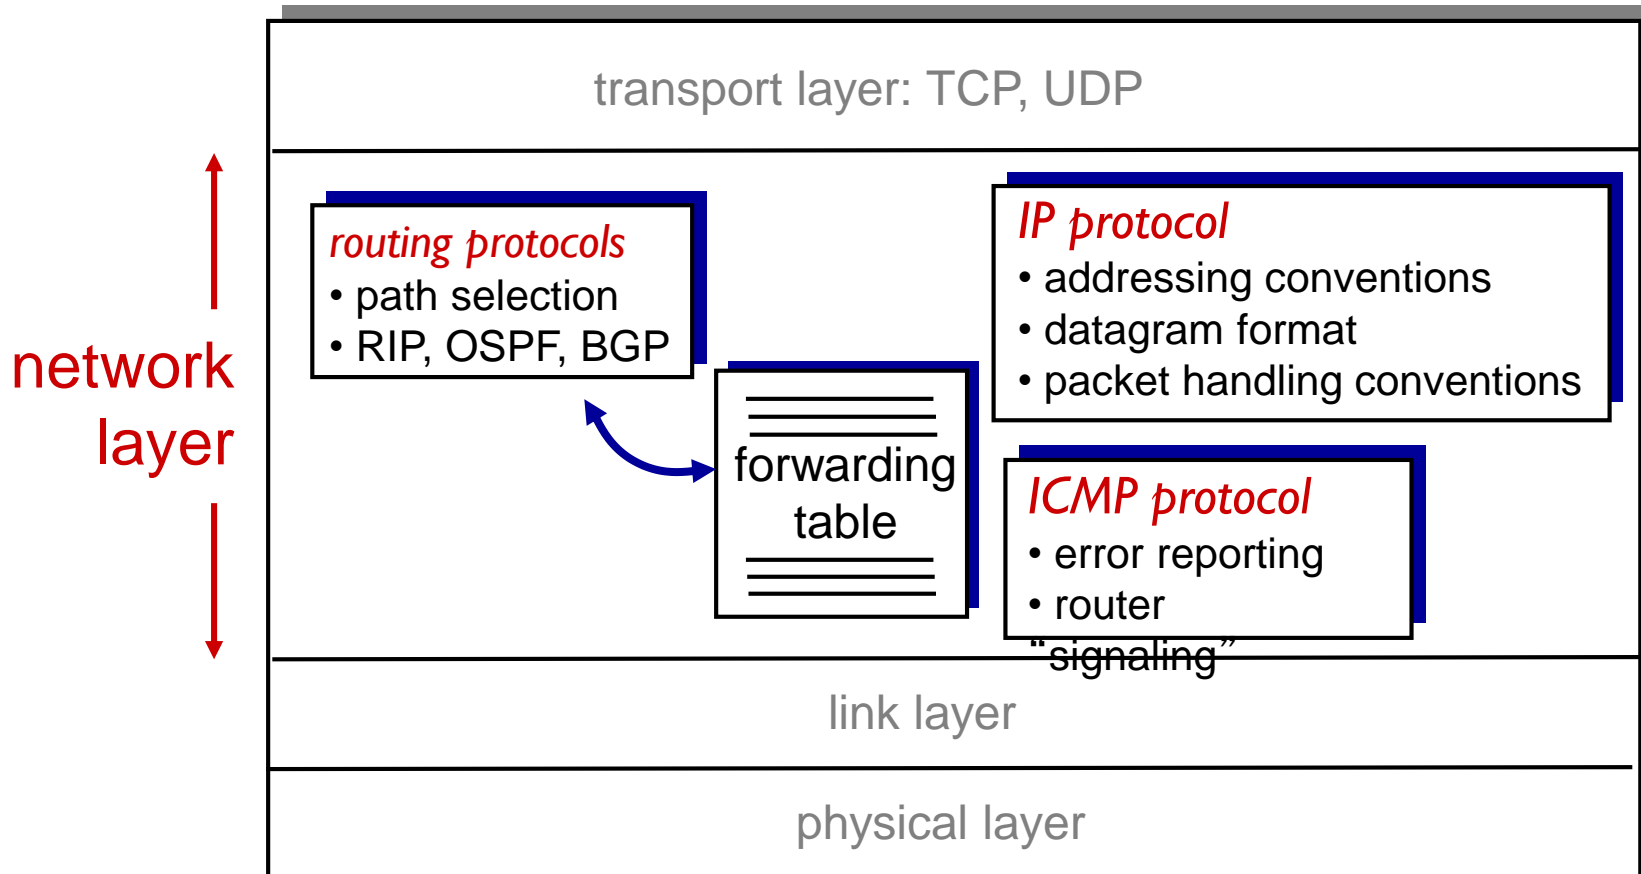 transport layer: TCP, UDP
network
layer
routing protocols
• path selection
• RIP, OSPF, BGP
forwarding
table
IP protocol
• addressing conventions
• datagram format
• packet handling conventions
ICMP protocol
• error reporting
• router
“signaling”
link layer
physical layer